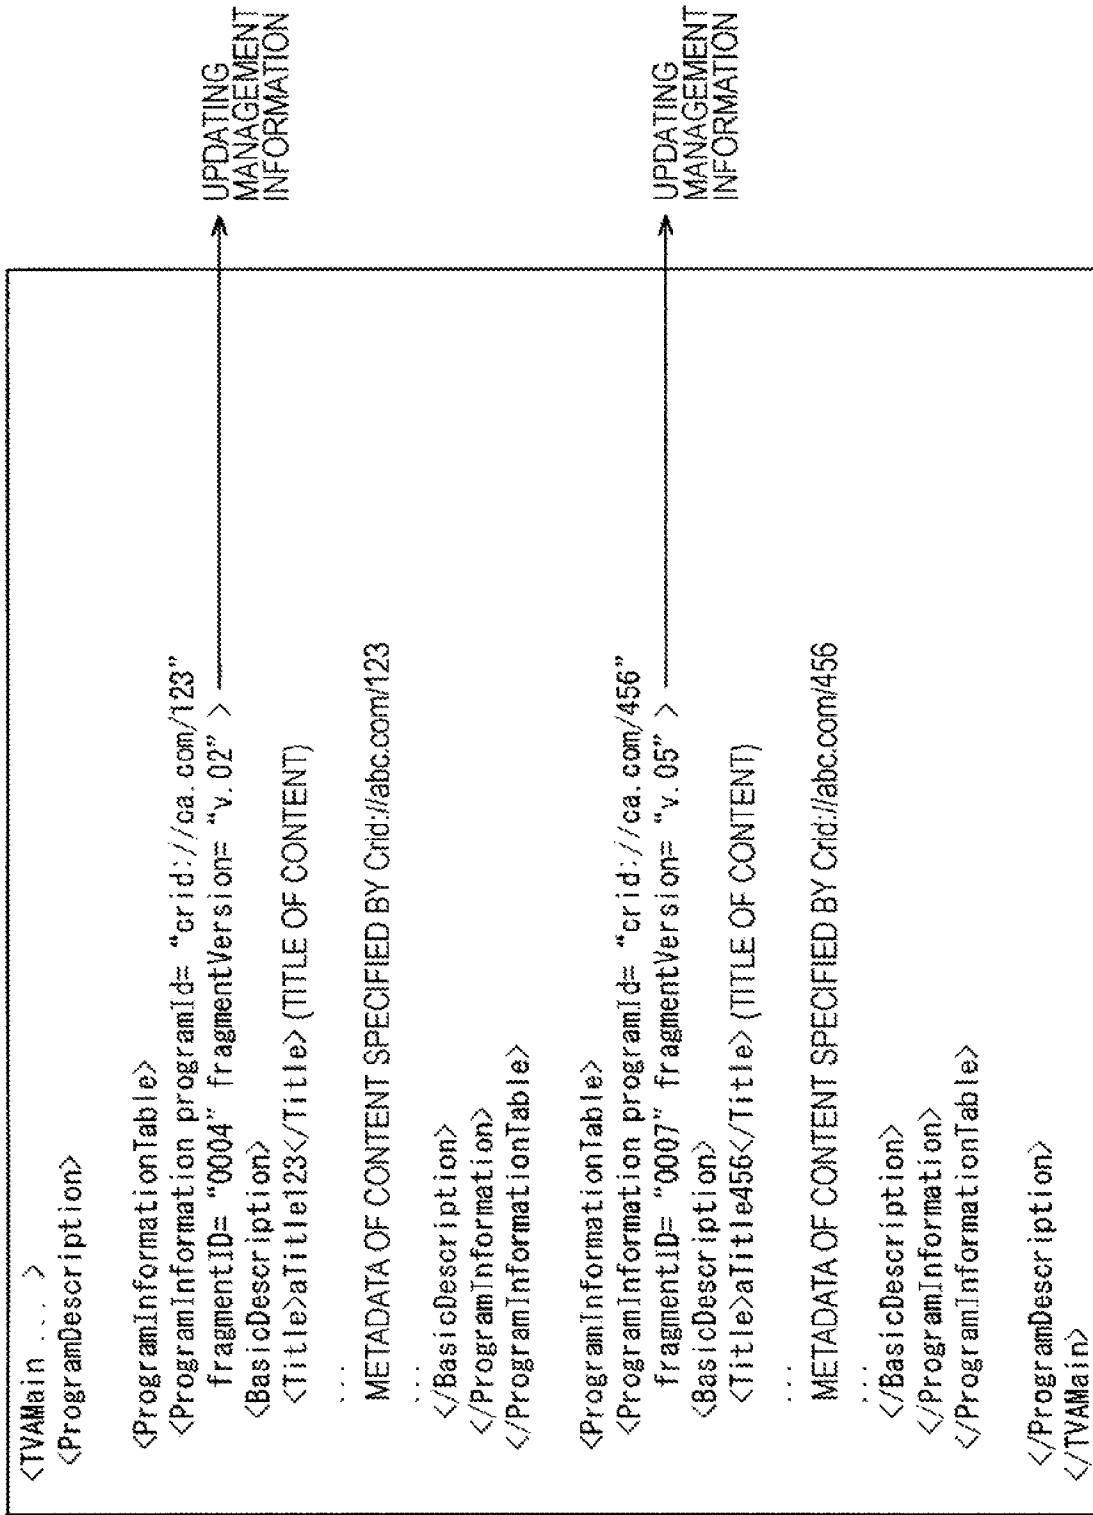 <TVAMain ... >
<ProgramDescription>
<ProgramInformationTable>
<ProgramInformation programId= “crid://ca.com/123”
fragmentID= “0004” fragmentVersion= “v.02” >
UPDATING
MANAGEMENT
INFORMATION
<BasicDescription>
<Title>aTitle123</Title> (TITLE OF CONTENT)
...
METADATA OF CONTENT SPECIFIED BY Crid://abc.com/123
...
</BasicDescription>
</ProgramInformation>
</ProgramInformationTable>
<ProgramInformationTable>
<ProgramInformation programId= “crid://ca.com/456”
fragmentID= “0007” fragmentVersion= “v.05” >
UPDATING
MANAGEMENT
INFORMATION
<BasicDescription>
<Title>aTitle456</Title> (TITLE OF CONTENT)
...
METADATA OF CONTENT SPECIFIED BY Crid://abc.com/456
...
</BasicDescription>
</ProgramInformation>
</ProgramInformationTable>
</ProgramDescription>
</TVAMain>